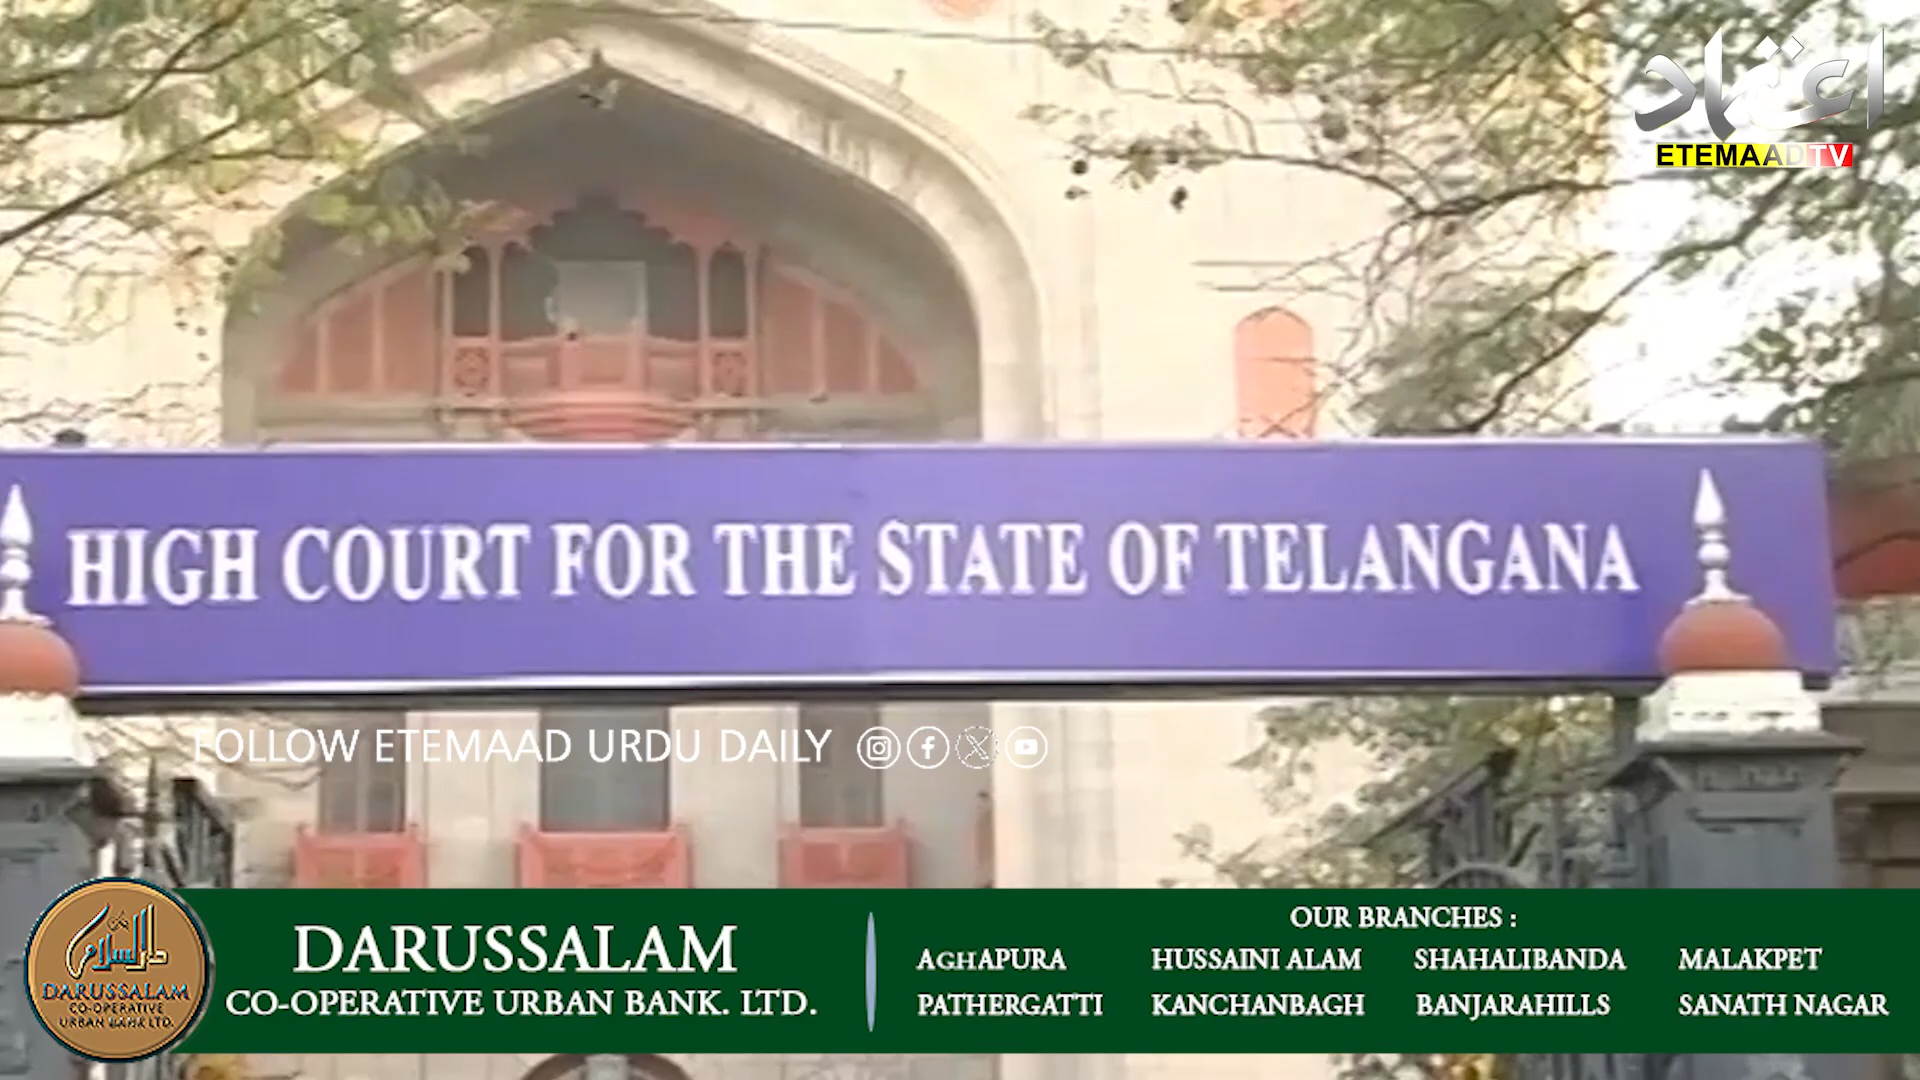 اعتماد
ETEMAAD TV
HIGH COURT FOR THE STATE OF TELANGANA
FOLLOW ETEMAAD URDU DAILY
دارالسلام
DARUSSALAM
CO-OPERATIVE
URBAN BANK LTD.
DARUSSALAM
CO-OPERATIVE URBAN BANK. LTD.
OUR BRANCHES :
AGHAPURA HUSSAINI ALAM SHAHALIBANDA MALAKPET
PATHERGATTI KANCHANBAGH BANJARAHILLS SANATH NAGAR